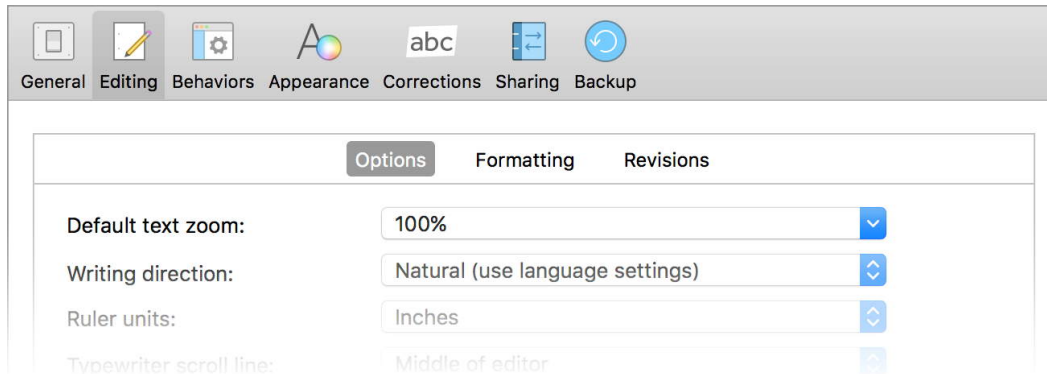 abc
General Editing Behaviors Appearance Corrections Sharing Backup
Options Formatting Revisions
Default text zoom: 100%
Writing direction: Natural (use language settings)
Ruler units: Inches
Typewriter scroll line: Middle of editor